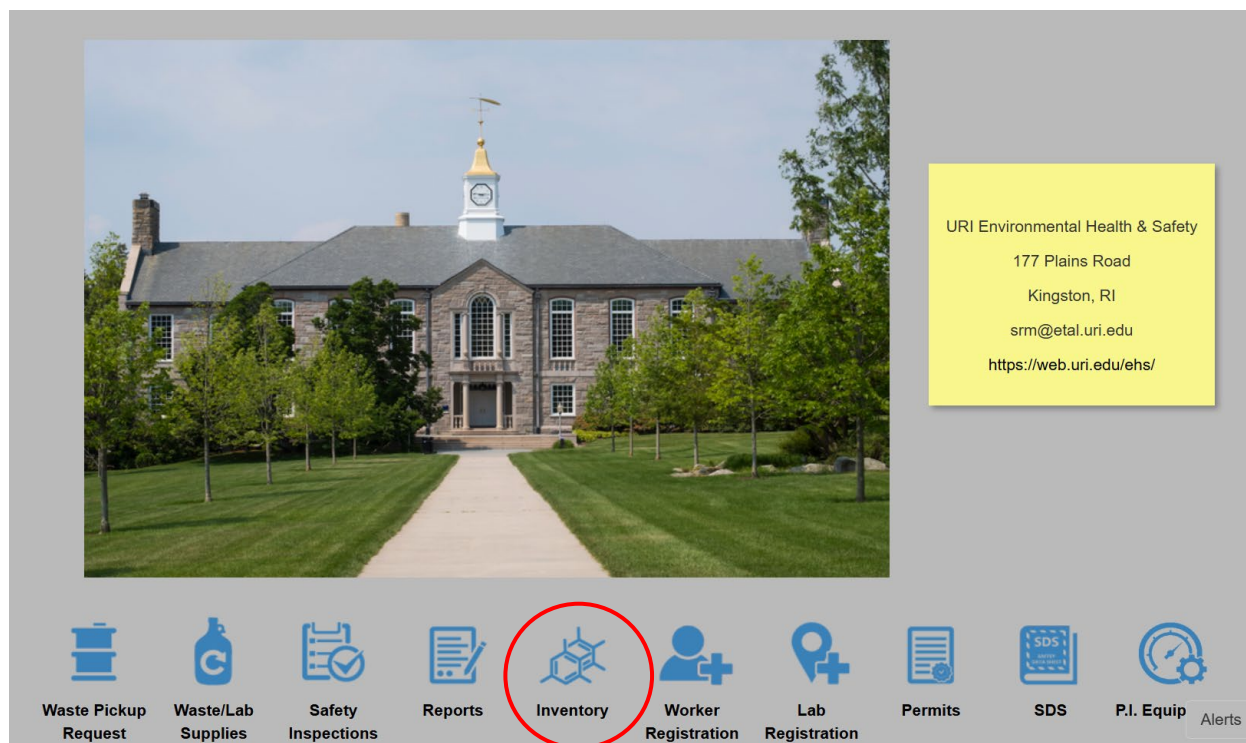 URI Environmental Health & Safety
177 Plains Road
Kingston, RI
srm@etal.uri.edu
https://web.uri.edu/ehs/
SDS
Waste Pickup
Request
Waste/Lab
Supplies
Safety
Inspections
Reports
Inventory
Worker
Registration
Lab
Registration
Permits
SDS
P.I. Equip
Alerts